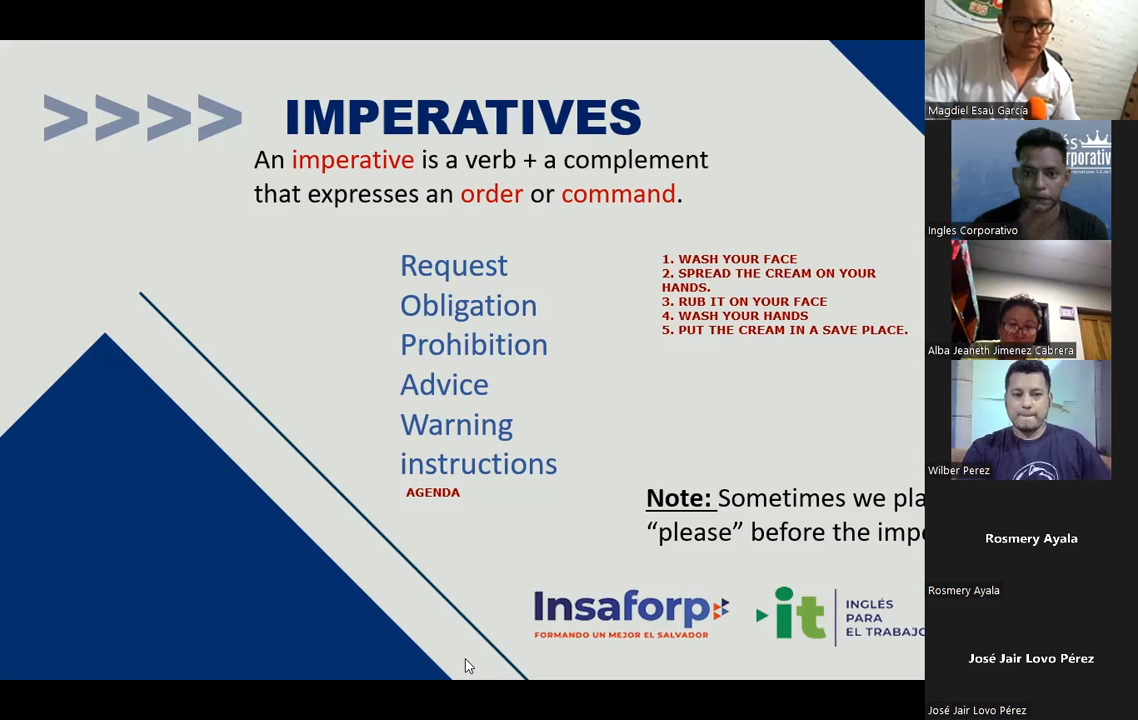 >>>> IMPERATIVES
An imperative is a verb + a complement
that expresses an order or command.
Request
Obligation
Prohibition
Advice
Warning
instructions
AGENDA
1. WASH YOUR FACE
2. SPREAD THE CREAM ON YOUR
HANDS.
3. RUB IT ON YOUR FACE
4. WASH YOUR HANDS
5. PUT THE CREAM IN A SAVE PLACE.
Note: Sometimes we pla
“please” before the impe
Insaforp
FORMANDO UN MEJOR EL SALVADOR
it
INGLÉS
PARA
EL TRABAJO
Magdiel Esaú García
Ingles Corporativo
Alba Jeaneth Jimenez Cabrera
Wilber Perez
Rosmery Ayala
Rosmery Ayala
José Jair Lovo Pérez
José Jair Lovo Pérez